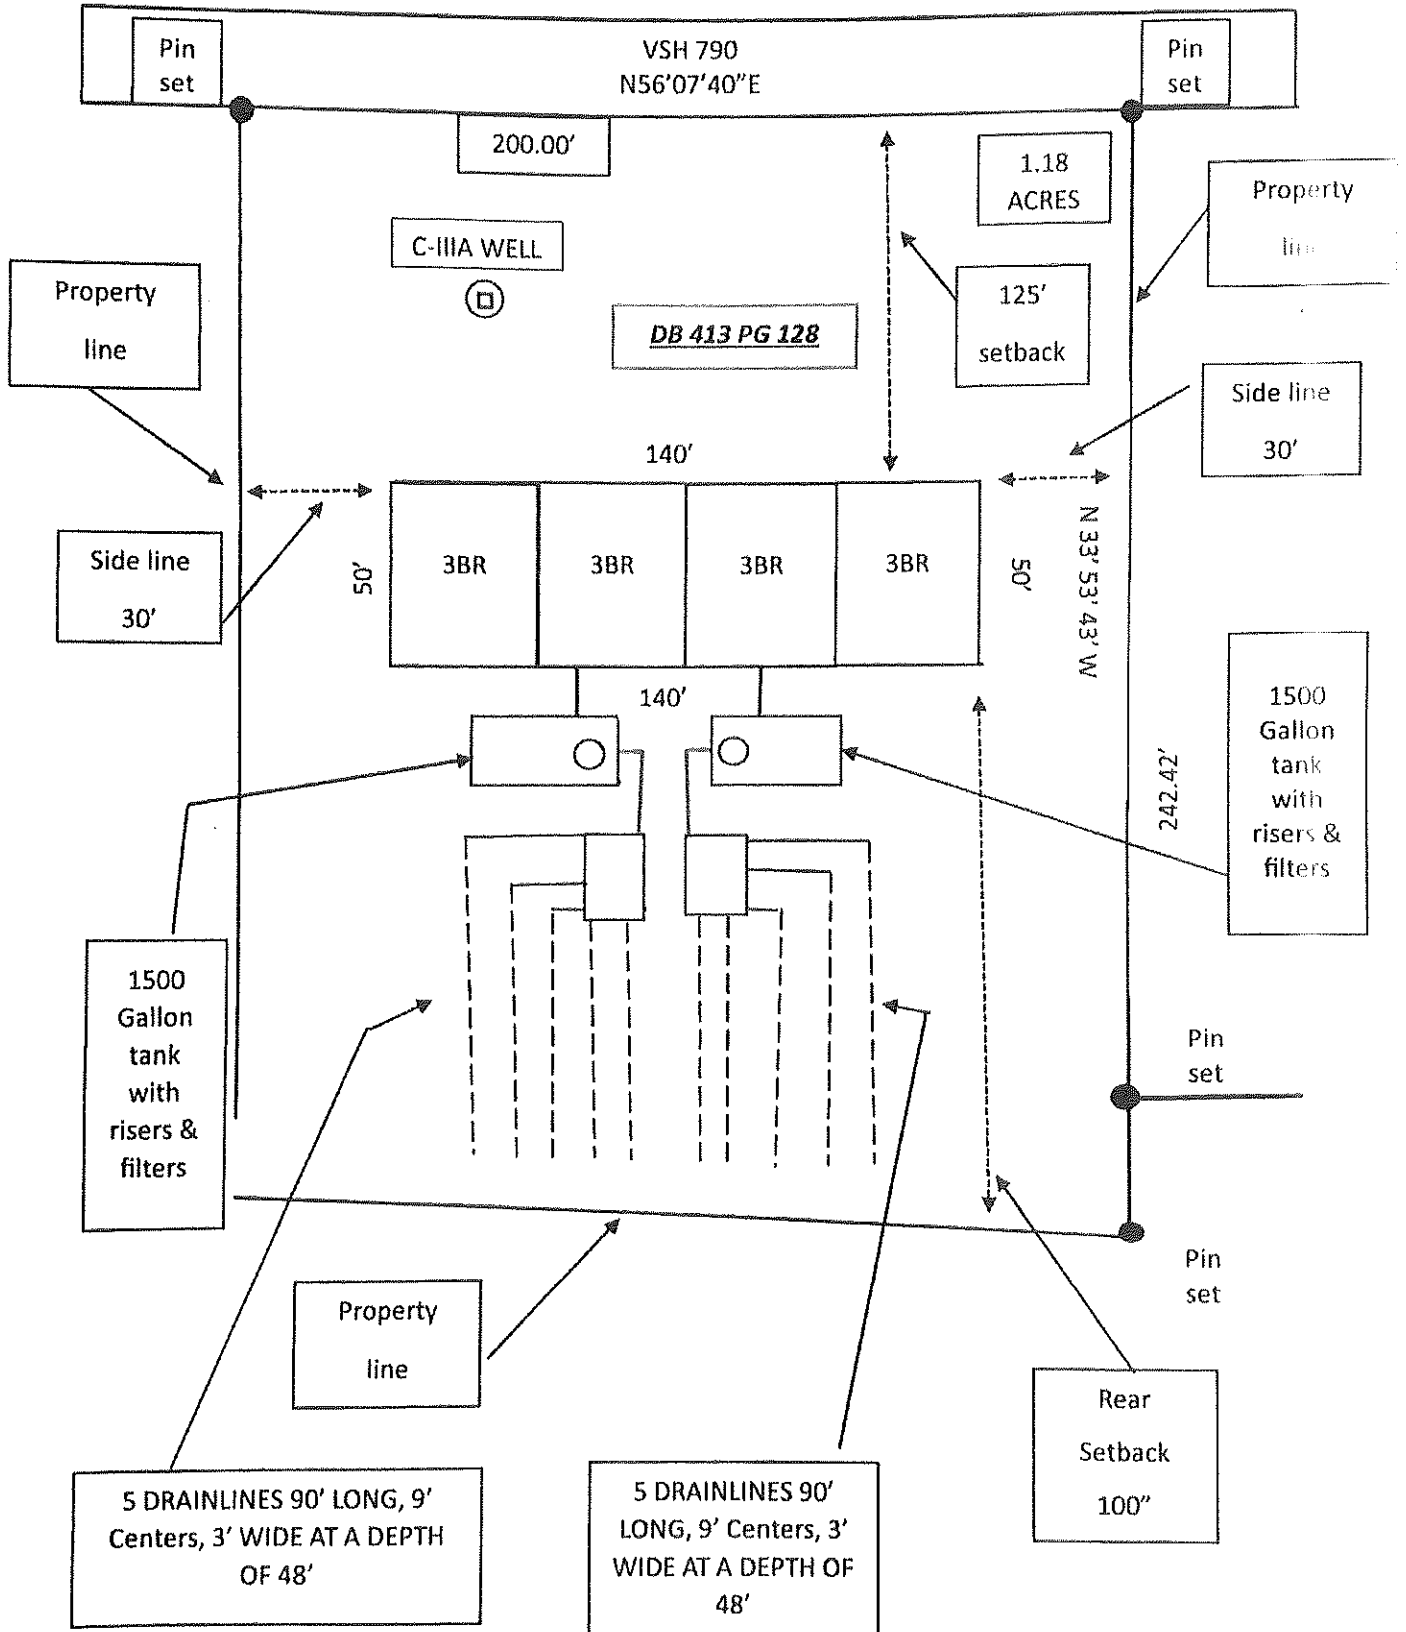 Pin
set
VSH 790
N56'07'40"E
Pin
set
200.00'
1.18
ACRES
Property
line
C-IIIA WELL
Property
line
125'
setback
DB 413 PG 128
Side line
30'
140'
Side line
30'
50'
3BR
3BR
3BR
3BR
50'
N 33' 53' 43' W
140'
242.42'
1500
Gallon
tank
with
risers &
filters
1500
Gallon
tank
with
risers &
filters
Pin
set
Pin
set
Property
line
Rear
Setback
100"
5 DRAINLINES 90' LONG, 9'
Centers, 3' WIDE AT A DEPTH
OF 48'
5 DRAINLINES 90'
LONG, 9' Centers, 3'
WIDE AT A DEPTH OF
48'